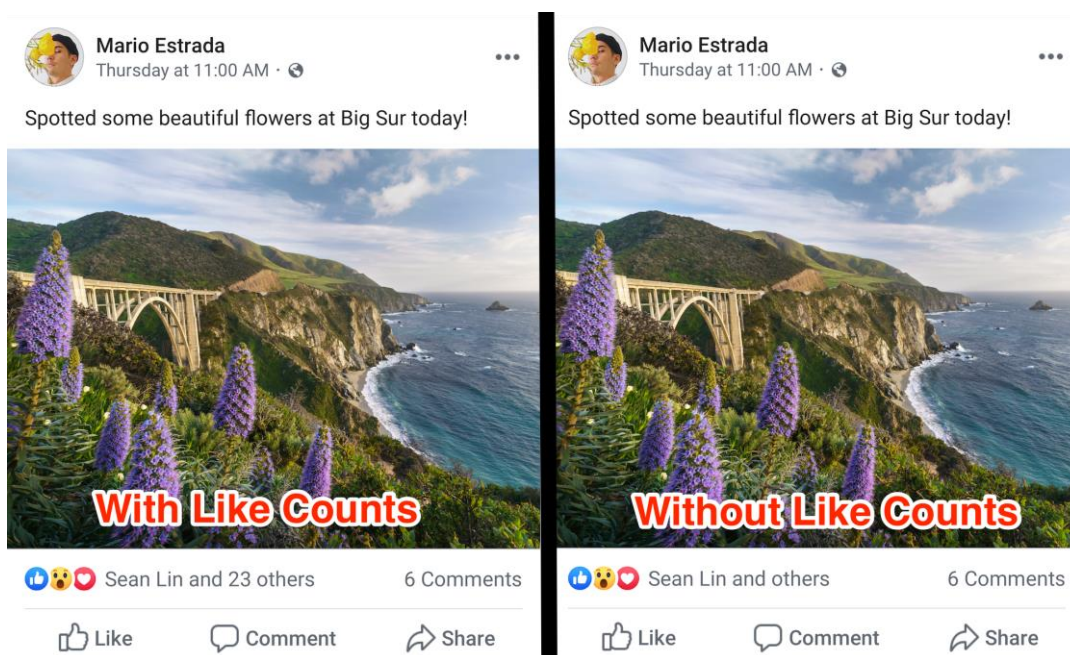 Mario Estrada
Thursday at 11:00 AM ·
Spotted some beautiful flowers at Big Sur today!
With Like Counts
Sean Lin and 23 others
6 Comments
Like
Comment
Share
Mario Estrada
Thursday at 11:00 AM ·
Spotted some beautiful flowers at Big Sur today!
Without Like Counts
Sean Lin and others
6 Comments
Like
Comment
Share